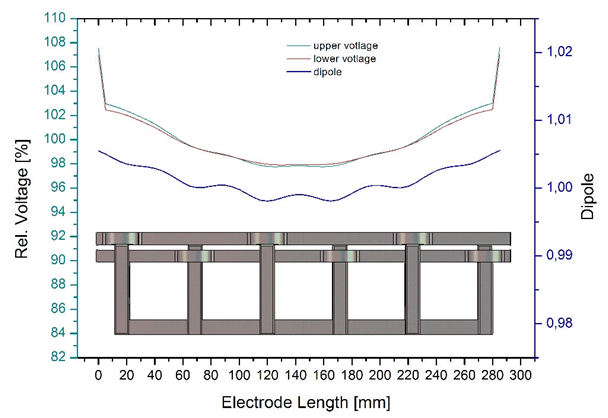 110
108
106
104
102
100
98
96
94
92
90
88
86
84
82
Rel. Voltage [%]
upper votlage
lower votlage
dipole
1,02
1,01
1,00
0,99
0,98
Dipole
0 20 40 60 80 100 120 140 160 180 200 220 240 260 280 300
Electrode Length [mm]